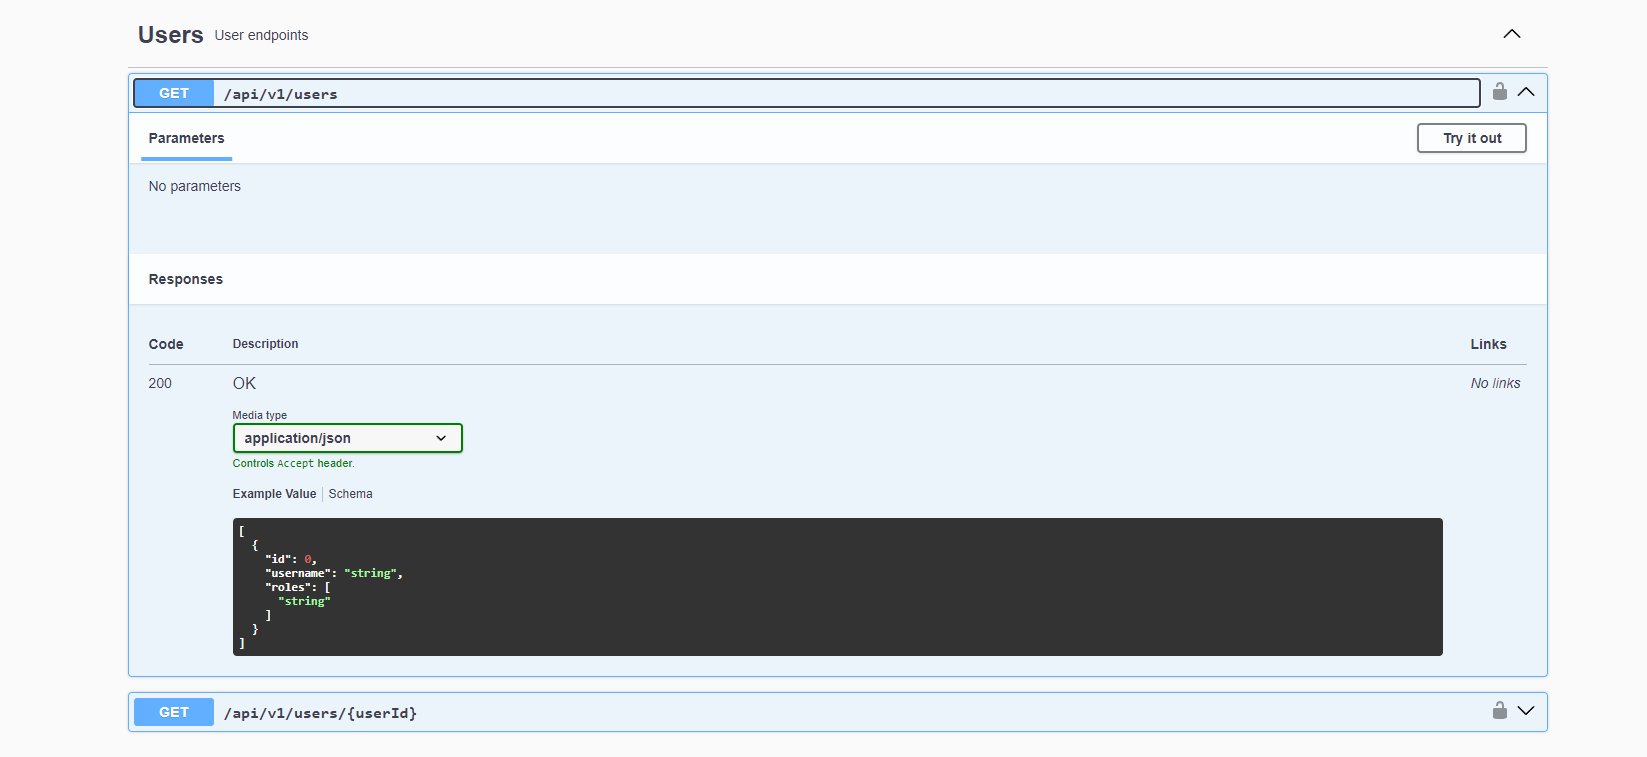 Users User endpoints
GET /api/v1/users
Parameters Try it out
No parameters
Responses
Code Description Links
200 OK No links
Media type
application/json
Controls Accept header.
Example Value Schema
[
  {
    "id": 0,
    "username": "string",
    "roles": [
      "string"
    ]
  }
]
GET /api/v1/users/{userId}